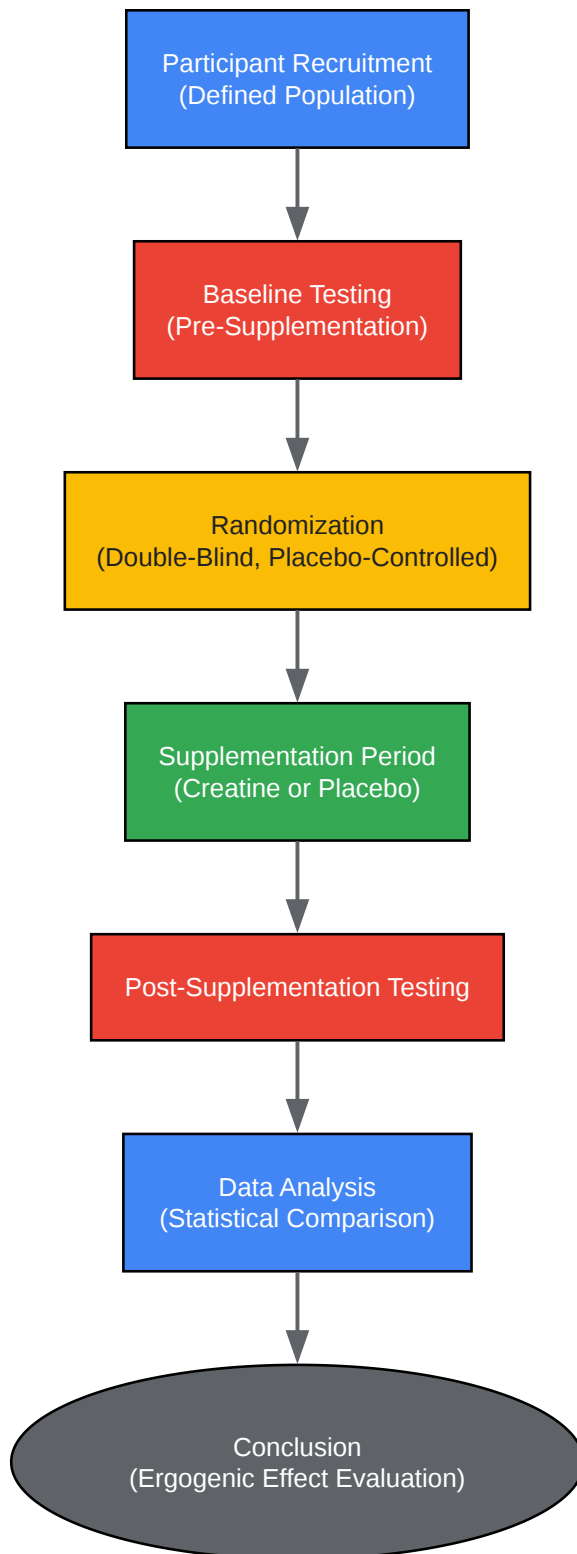 Participant Recruitment
(Defined Population)
Baseline Testing
(Pre-Supplementation)
Randomization
(Double-Blind, Placebo-Controlled)
Supplementation Period
(Creatine or Placebo)
Post-Supplementation Testing
Data Analysis
(Statistical Comparison)
Conclusion
(Ergogenic Effect Evaluation)